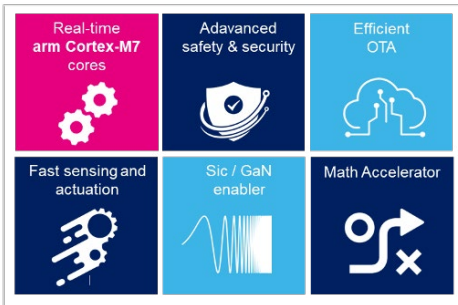 Real-time
arm Cortex-M7
cores
Adavanced
safety & security
Efficient
OTA
Fast sensing and
actuation
Sic / GaN
enabler
Math Accelerator